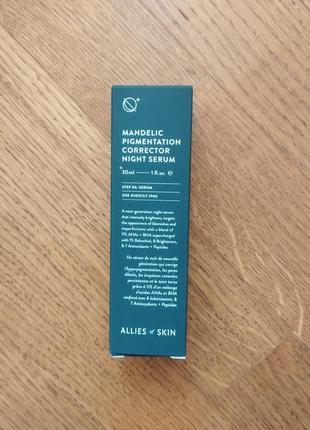 MANDELIC
PIGMENTATION
CORRECTOR
NIGHT SERUM
30ml — 1 fl.oz. ℮
STEP 03: SERUM
USE NIGHTLY (PM)
A next-generation night serum
that intensely brightens, targets
the appearance of blemishes and
imperfections with a blend of
11% AHAs + BHA supercharged
with 1% Bakuchiol, 8 Brighteners,
& 7 Antioxidants + Peptides
Un sérum de nuit de nouvelle
génération qui corrige
l'hyperpigmentation, les pores
dilatés, les éruptions cutanées
persistantes et le teint terne
grâce à 11% d'un mélange
d'acides AHAs et BHA
renforcé avec 8 éclaircissants, &
7 Antioxydants + Peptides
ALLIES of SKIN